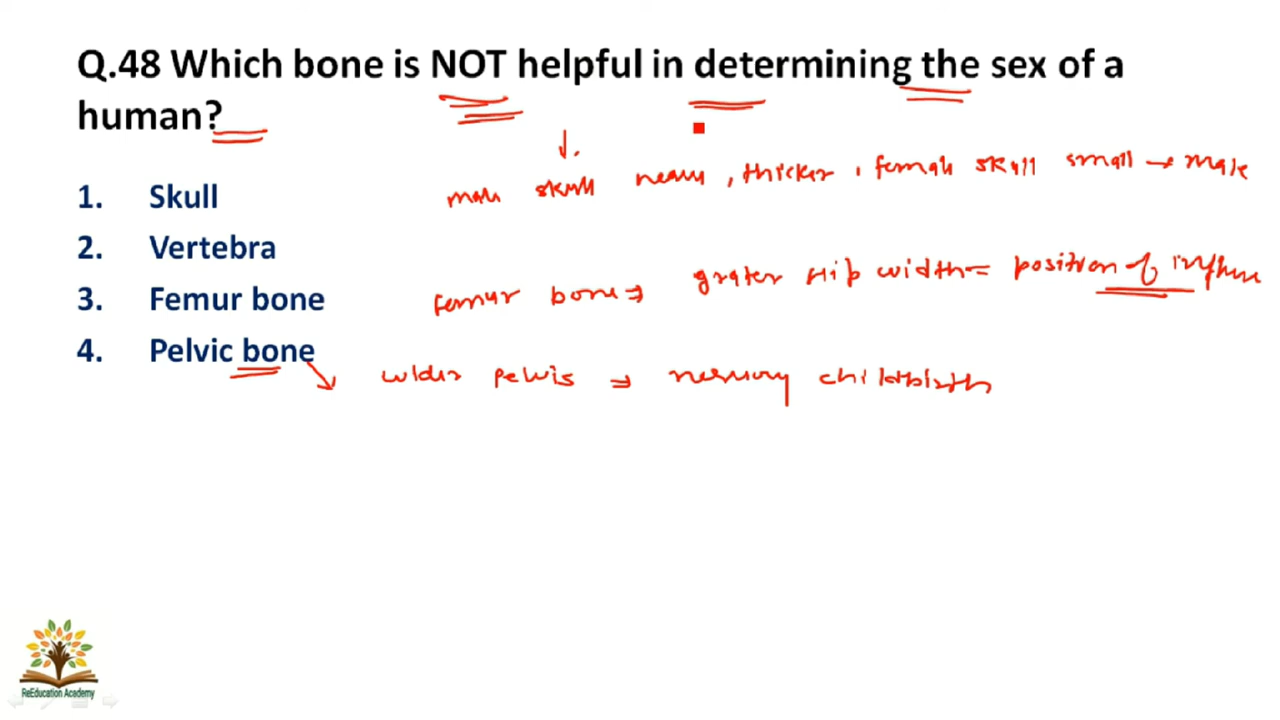 Q.48 Which bone is NOT helpful in determining the sex of a
human?
male skull heavy, thicker, female skull small → male
1. Skull
2. Vertebra
femur bone ⇒ grater hip width = position of
3. Femur bone
4. Pelvic bone
wider pelvis ⇒ childbirth
ReEducation Academy